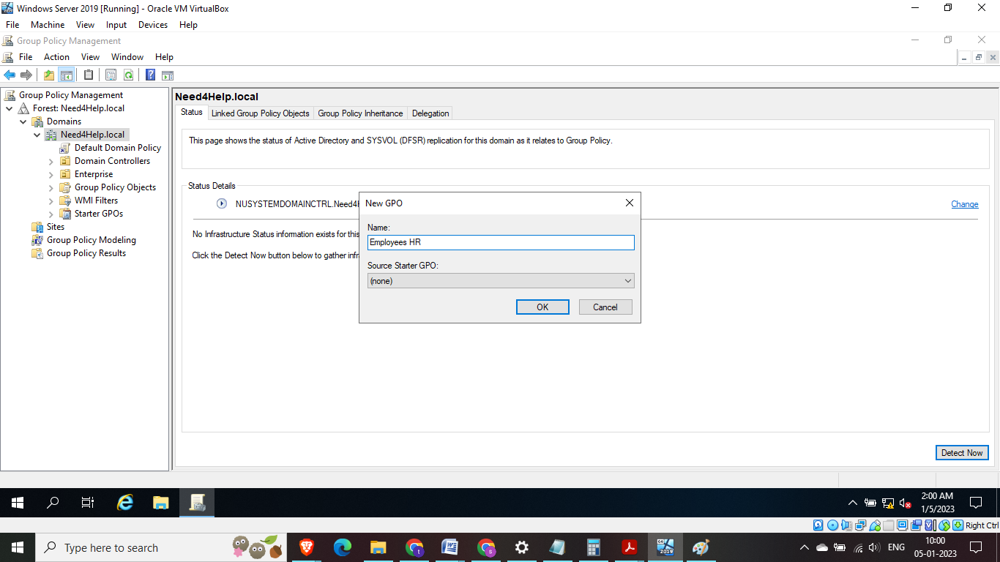 Windows Server 2019 [Running] - Oracle VM VirtualBox
File Machine View Input Devices Help
Group Policy Management
File Action View Window Help
Group Policy Management
Forest: Need4Help.local
Domains
Need4Help.local
Default Domain Policy
Domain Controllers
Enterprise
Group Policy Objects
WMI Filters
Starter GPOs
Sites
Group Policy Modeling
Group Policy Results
Need4Help.local
Status Linked Group Policy Objects Group Policy Inheritance Delegation
This page shows the status of Active Directory and SYSVOL (DFSR) replication for this domain as it relates to Group Policy.
Status Details
NUSYSTEMDOMAINCTRL.Need4H
Change
No Infrastructure Status information exists for this
Click the Detect Now button below to gather infr
New GPO
Name:
Employees HR
Source Starter GPO:
(none)
OK Cancel
Detect Now
2:00 AM
1/5/2023
Right Ctrl
Type here to search
2019
ENG
10:00
05-01-2023